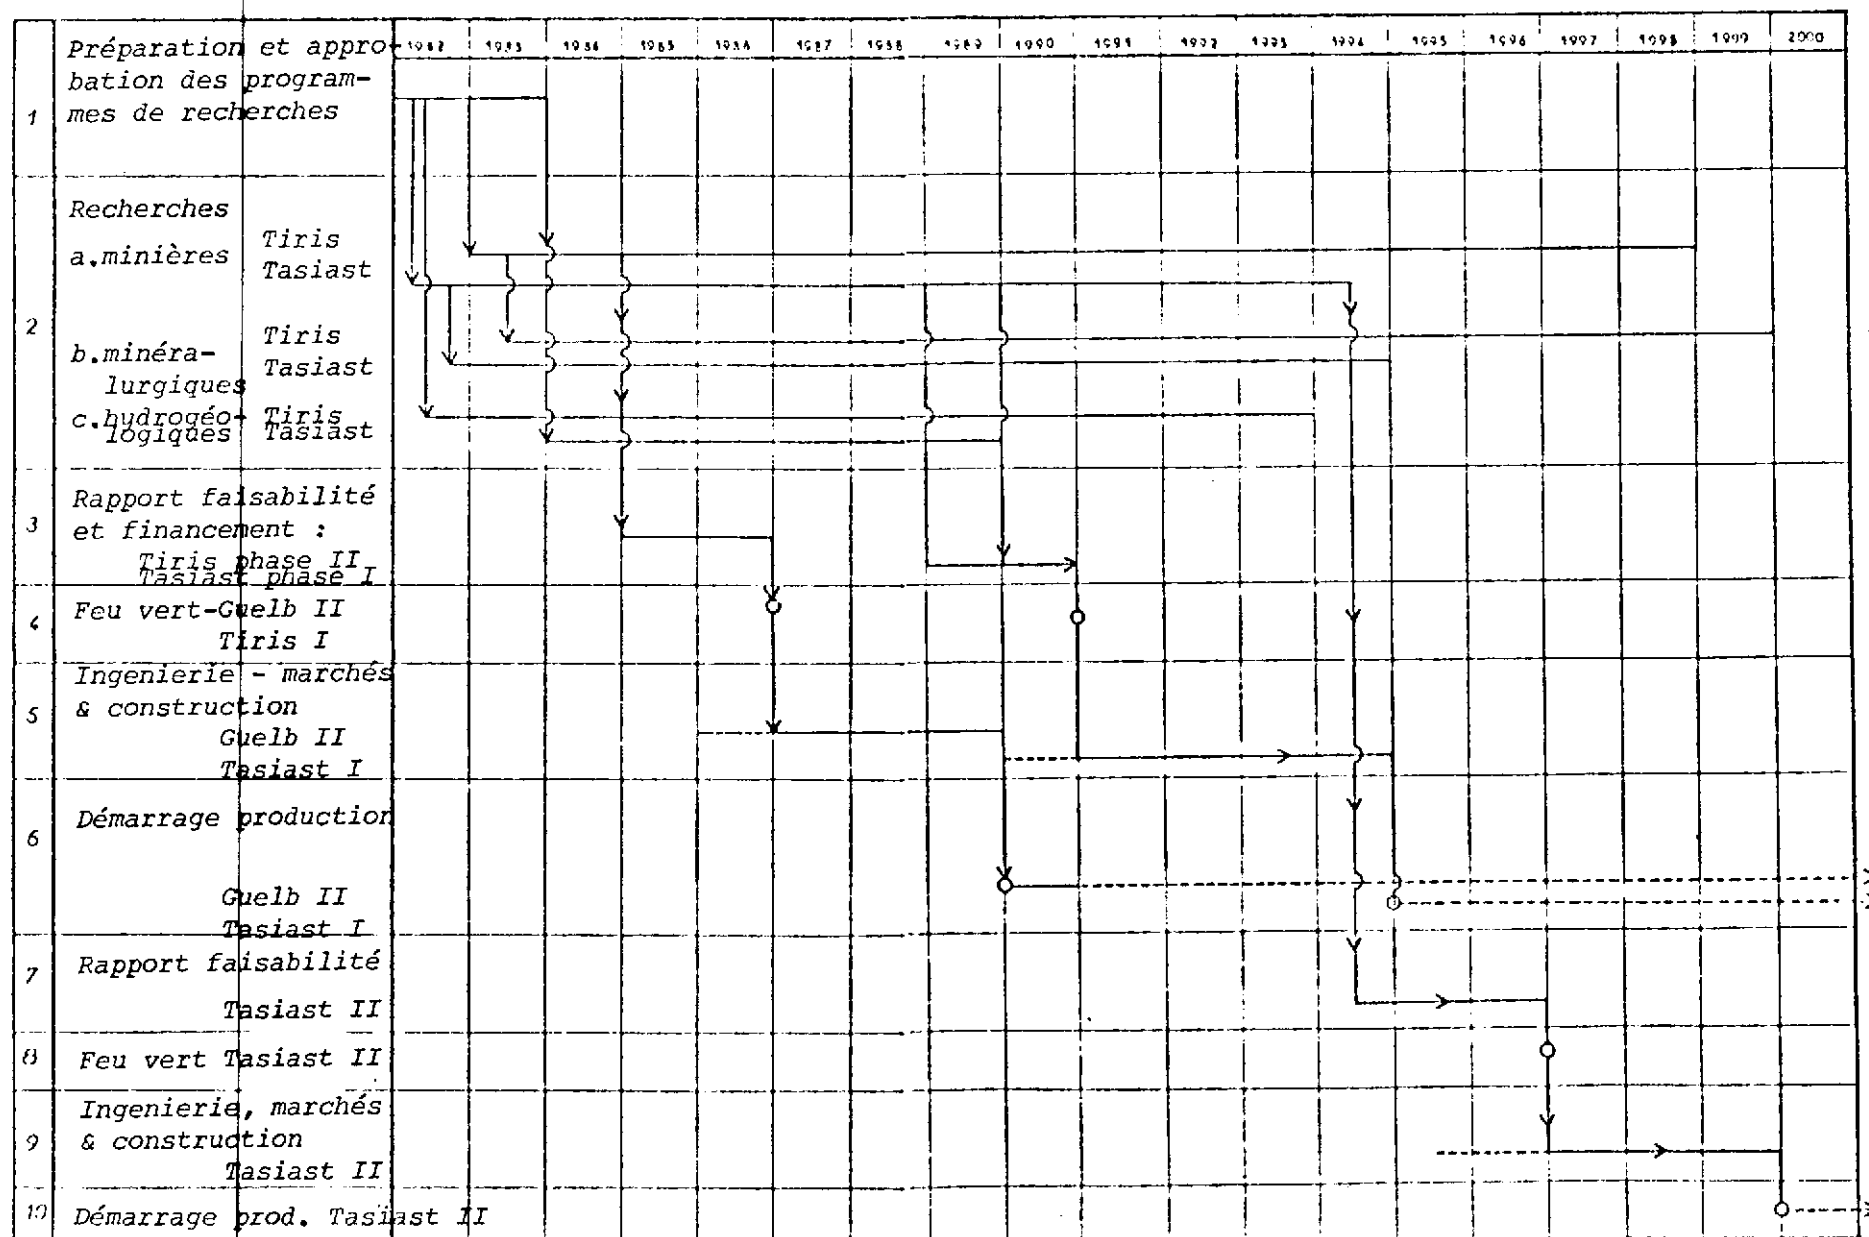 1982 1983 1984 1985 1986 1987 1988 1989 1990 1991 1992 1993 1994 1995 1996 1997 1998 1999 2000
1
Préparation et appro-
bation des program-
mes de recherches
2
Recherches
a.minières Tiris
Tasiast
b.minéra- Tiris
lurgiques Tasiast
c.hydrogéo- Tiris
logiques Tasiast
3
Rapport faisabilité
et financement :
Tiris phase II
Tasiast phase I
4
Feu vert-Guelb II
Tiris I
5
Ingenierie - marchés
& construction
Guelb II
Tasiast I
6
Démarrage production
Guelb II
Tasiast I
7
Rapport faisabilité
Tasiast II
8
Feu vert Tasiast II
9
Ingenierie, marchés
& construction
Tasiast II
10
Démarrage prod. Tasiast II